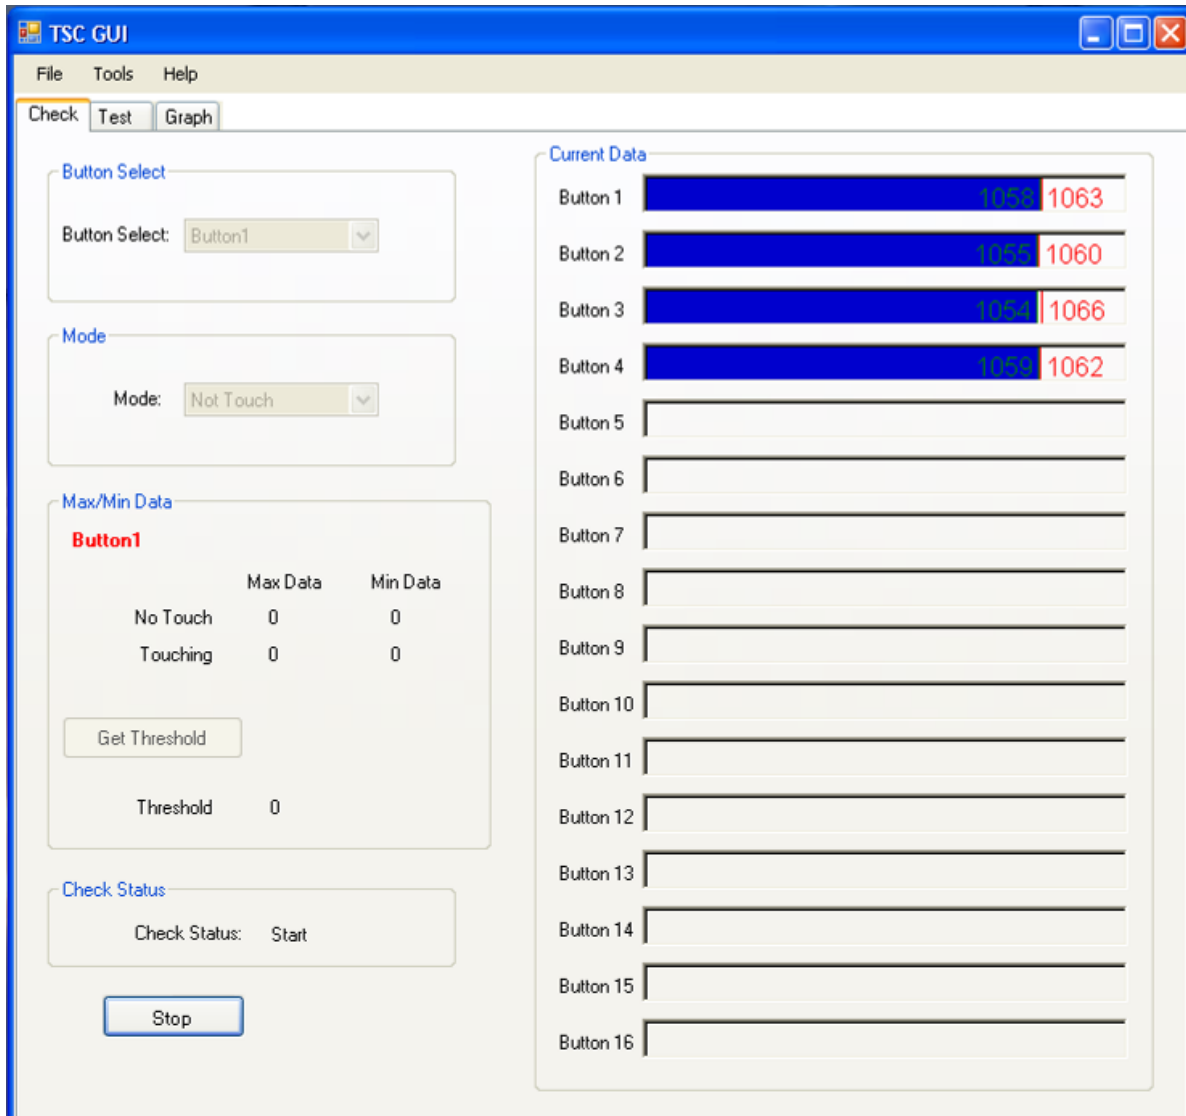 TSC GUI
File Tools Help
Check Test Graph
Button Select
Button Select: Button1
Mode
Mode: Not Touch
Max/Min Data
Button1
Max Data Min Data
No Touch 0 0
Touching 0 0
Get Threshold
Threshold 0
Check Status
Check Status: Start
Stop
Current Data
Button 1 1058 1063
Button 2 1055 1060
Button 3 1054 1066
Button 4 1059 1062
Button 5
Button 6
Button 7
Button 8
Button 9
Button 10
Button 11
Button 12
Button 13
Button 14
Button 15
Button 16